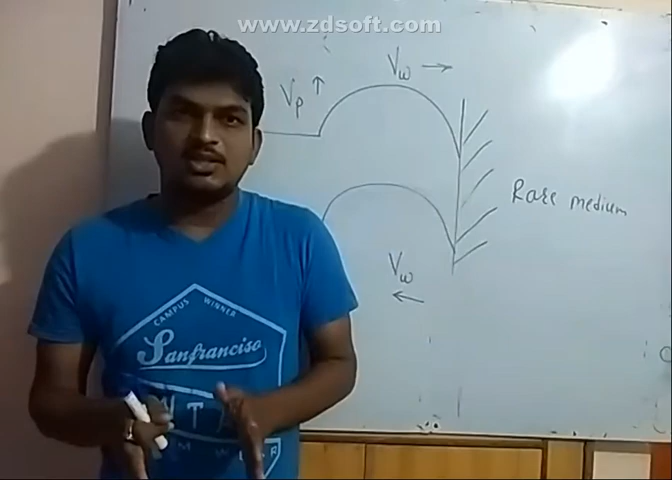 www.zdsoft.com
Vw →
Vp ↑
Rare medium
Vw
←
CAMPUS WINNER
Sanfranciso